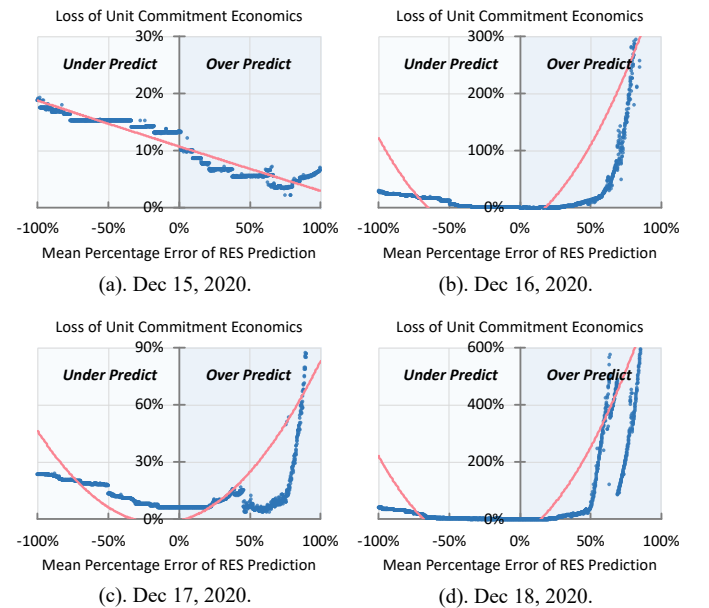 Loss of Unit Commitment Economics
30%
Under Predict Over Predict
20%
10%
0%
-100% -50% 0% 50% 100%
Mean Percentage Error of RES Prediction
(a). Dec 15, 2020.
Loss of Unit Commitment Economics
300%
Under Predict Over Predict
200%
100%
0%
-100% -50% 0% 50% 100%
Mean Percentage Error of RES Prediction
(b). Dec 16, 2020.
Loss of Unit Commitment Economics
90%
Under Predict Over Predict
60%
30%
0%
-100% -50% 0% 50% 100%
Mean Percentage Error of RES Prediction
(c). Dec 17, 2020.
Loss of Unit Commitment Economics
600%
Under Predict Over Predict
400%
200%
0%
-100% -50% 0% 50% 100%
Mean Percentage Error of RES Prediction
(d). Dec 18, 2020.